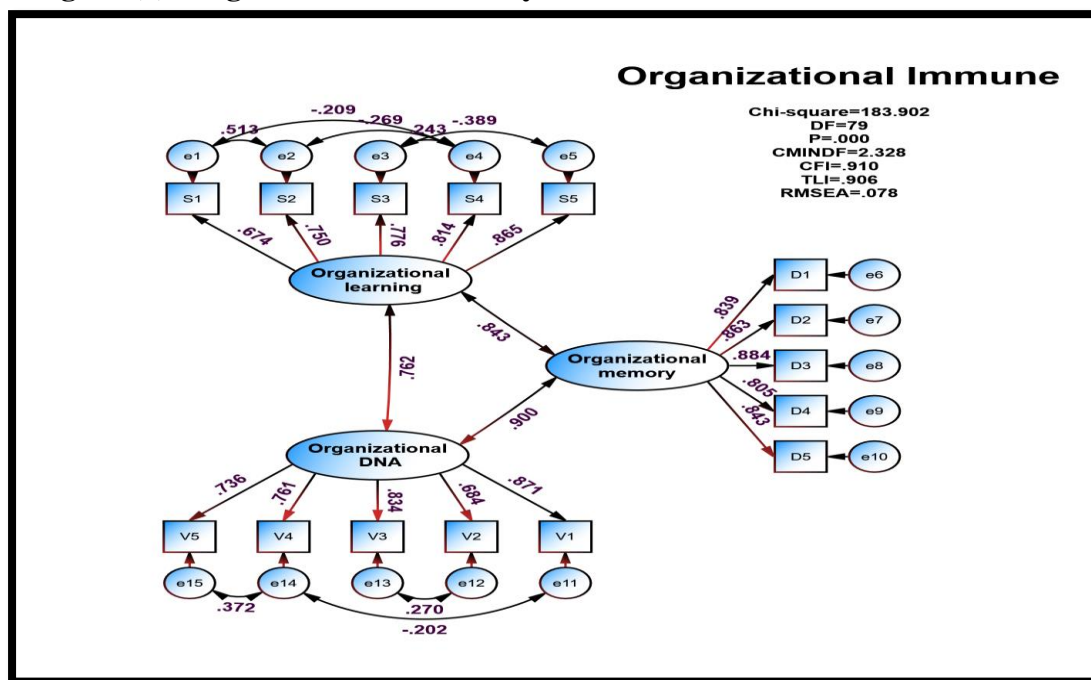 Organizational Immune
Chi-square=183.902
DF=79
P=.000
CMINDF=2.328
CFI=.910
TLI=.906
RMSEA=.078
-.209
.513
-.269
.243
-.389
e1
e2
e3
e4
e5
S1
S2
S3
S4
S5
.674
.750
.776
.814
.865
Organizational
learning
.843
.792
Organizational
memory
.900
.839
.863
.884
.805
.843
D1
e6
D2
e7
D3
e8
D4
e9
D5
e10
Organizational
DNA
.736
.761
.834
.684
.871
V5
V4
V3
V2
V1
e15
e14
e13
e12
e11
.372
.270
-.202